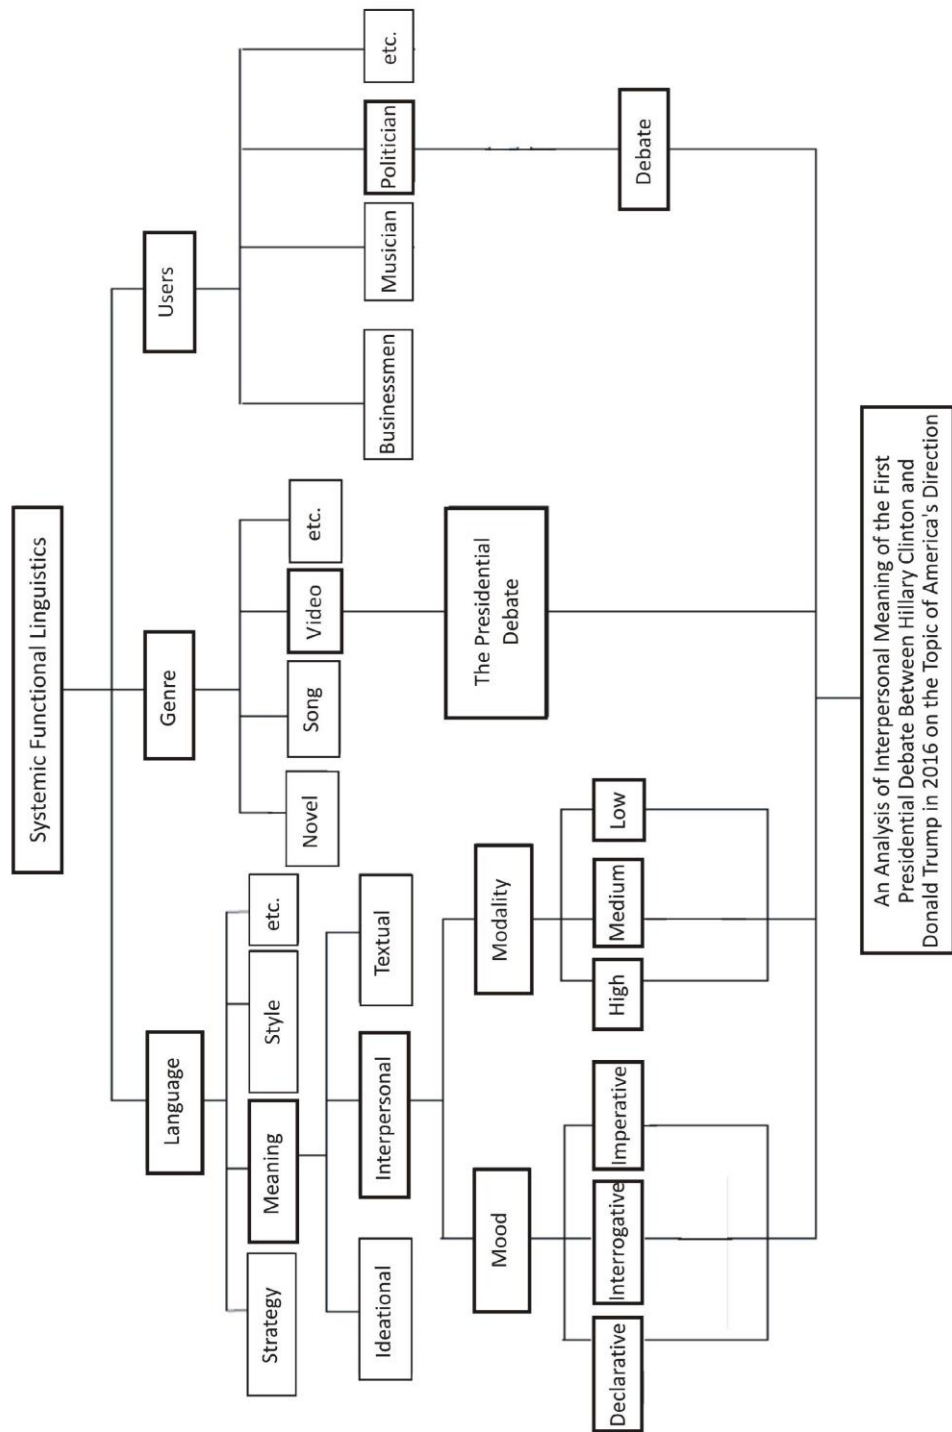 Systemic Functional Linguistics
Language
Genre
Users
Strategy
Meaning
Style
etc.
Novel
Song
Video
etc.
Businessmen
Musician
Politician
etc.
Ideational
Interpersonal
Textual
The Presidential
Debate
Mood
Modality
Debate
Declarative
Interrogative
Imperative
High
Medium
Low
An Analysis of Interpersonal Meaning of the First
Presidential Debate Between Hillary Clinton and
Donald Trump in 2016 on the Topic of America's Direction